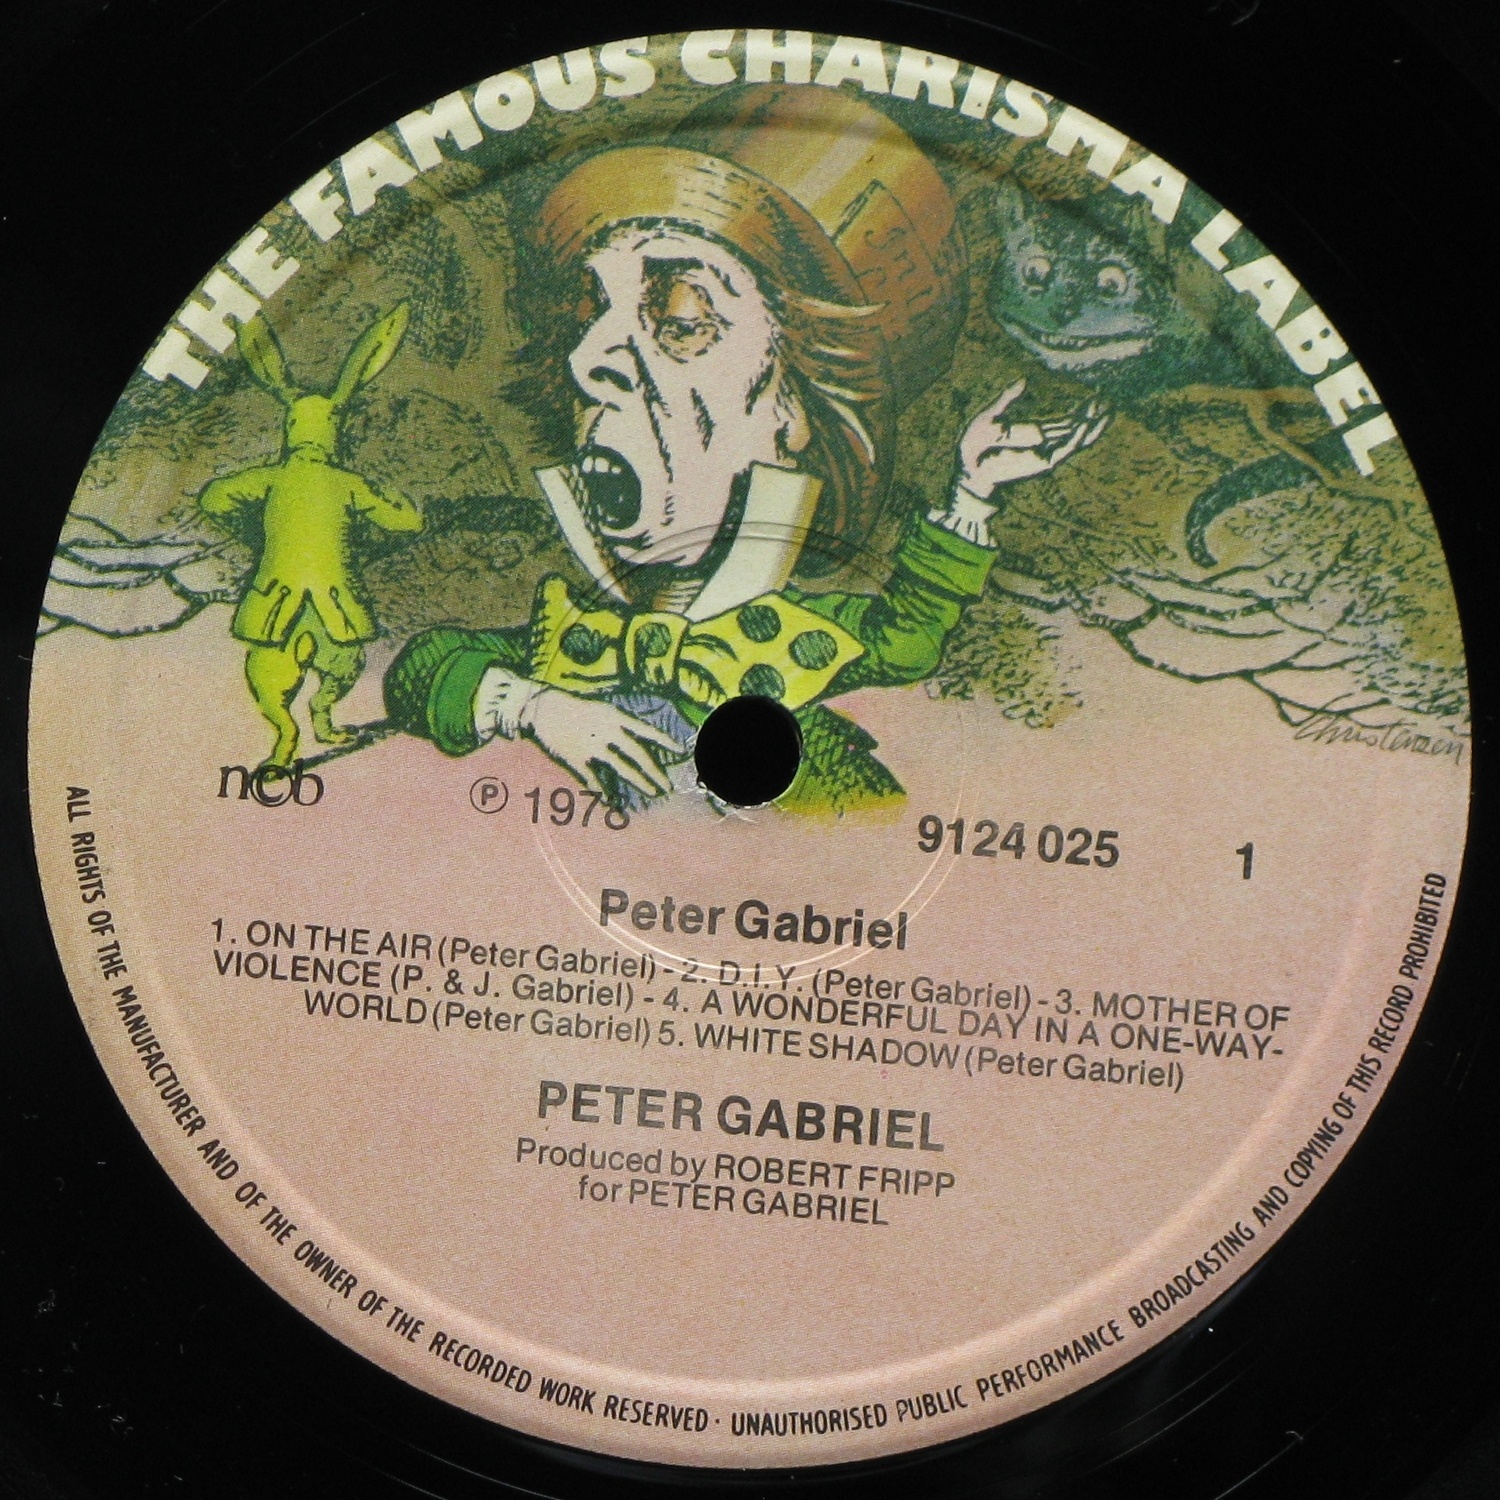 THE FAMOUS CHARISMA LABEL
Christensen
ncb
Ⓟ 1978
9124 025 1
Peter Gabriel
1. ON THE AIR (Peter Gabriel) - 2. D.I.Y. (Peter Gabriel) - 3. MOTHER OF
VIOLENCE (P. & J. Gabriel) - 4. A WONDERFUL DAY IN A ONE-WAY-
WORLD (Peter Gabriel) 5. WHITE SHADOW (Peter Gabriel)
PETER GABRIEL
Produced by ROBERT FRIPP
for PETER GABRIEL
ALL RIGHTS OF THE MANUFACTURER AND OF THE OWNER OF THE RECORDED WORK RESERVED · UNAUTHORISED PUBLIC PERFORMANCE BROADCASTING AND COPYING OF THIS RECORD PROHIBITED